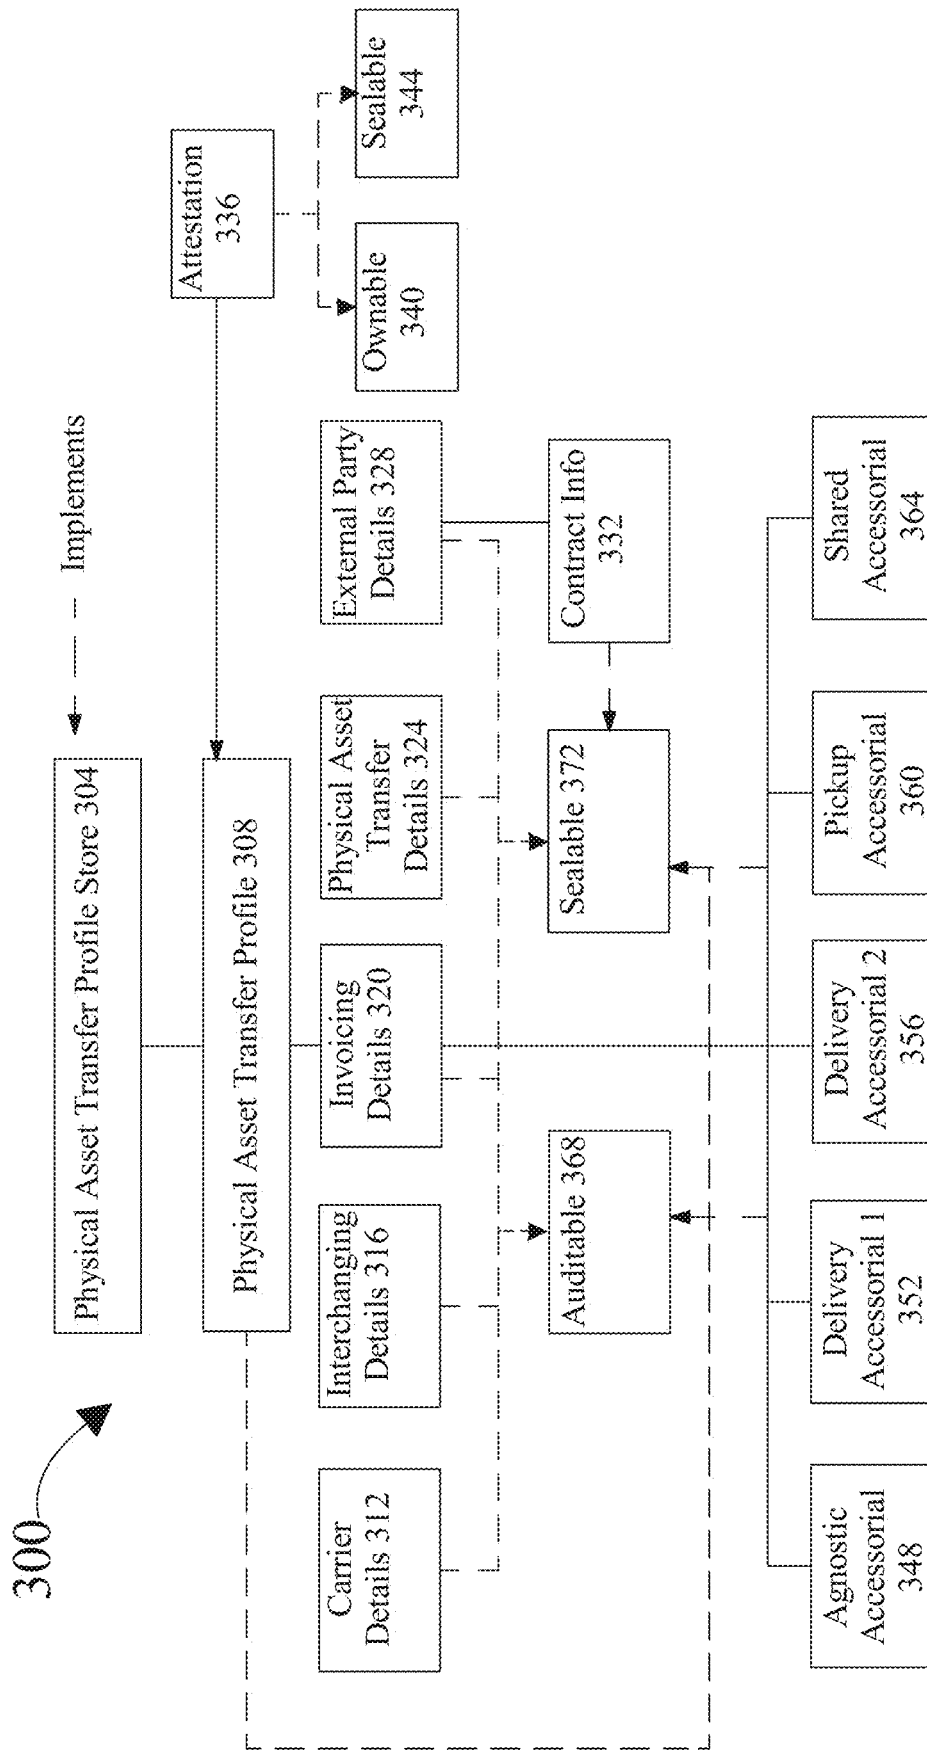 300
Physical Asset Transfer Profile Store 304
Implements
Physical Asset Transfer Profile 308
Attestation
336
Carrier
Details 312
Interchanging
Details 316
Invoicing
Details 320
Physical Asset
Transfer
Details 324
External Party
Details 328
Ownable
340
Sealable
344
Auditable 368
Sealable 372
Contract Info
332
Agnostic
Accessorial
348
Delivery
Accessorial 1
352
Delivery
Accessorial 2
356
Pickup
Accessorial
360
Shared
Accessorial
364